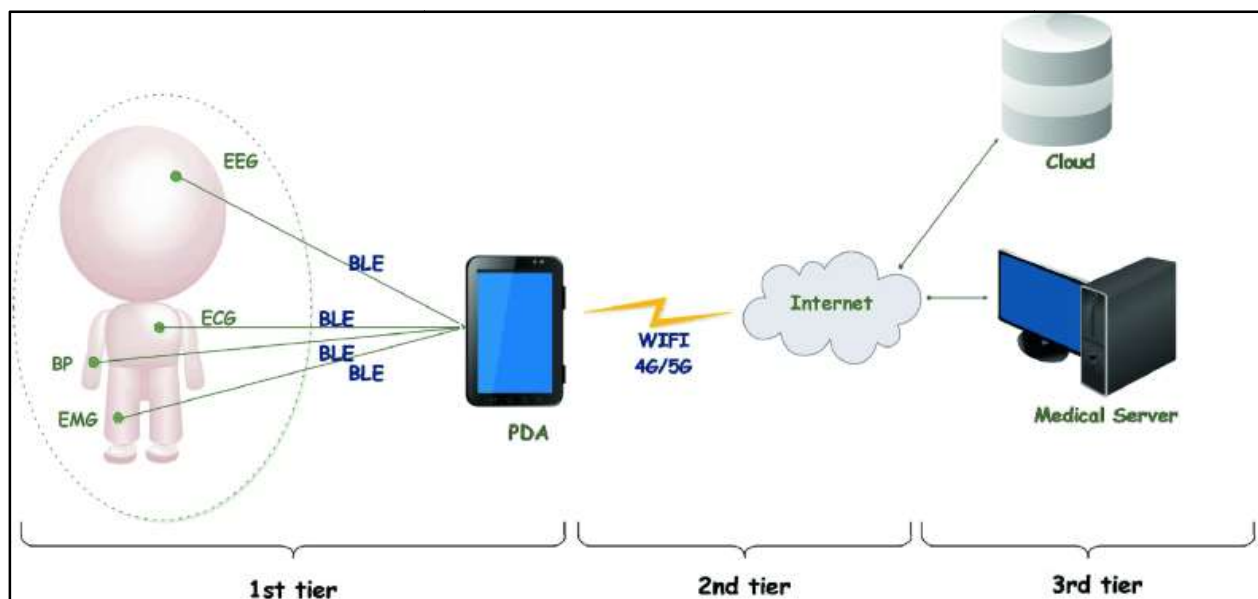 EEG
BLE
ECG
BLE
BP
BLE
BLE
EMG
PDA
WIFI
4G/5G
Internet
Cloud
Medical Server
1st tier
2nd tier
3rd tier